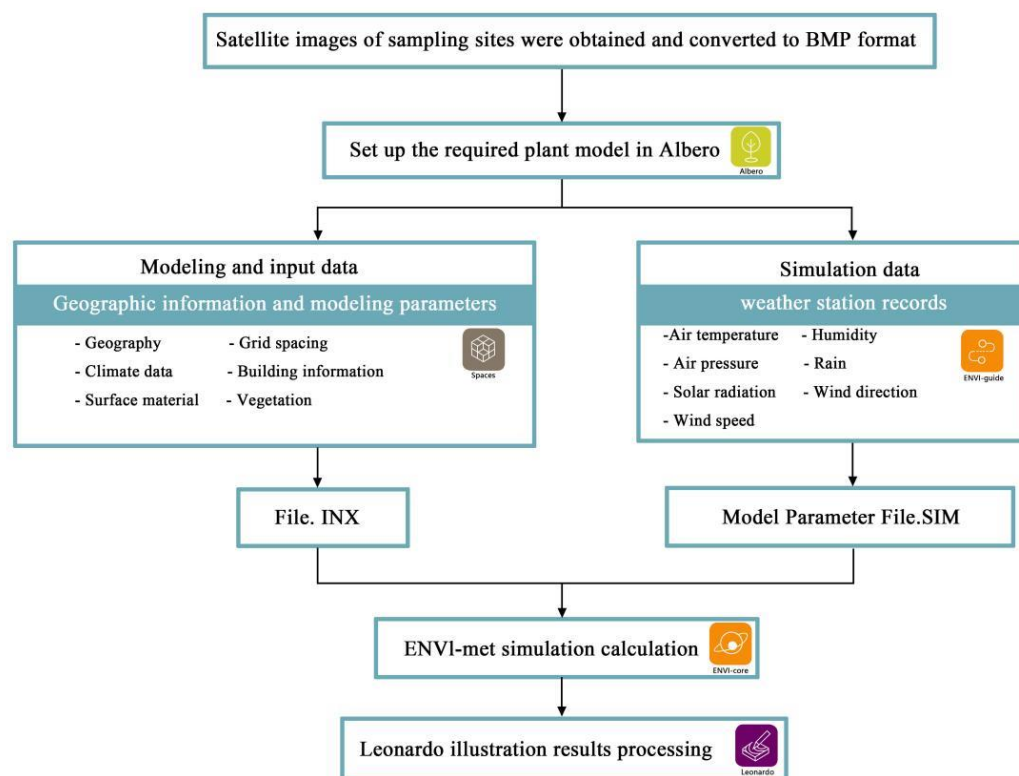 Satellite images of sampling sites were obtained and converted to BMP format
Set up the required plant model in Albero
Albero
Modeling and input data
Geographic information and modeling parameters
- Geography
- Grid spacing
- Climate data
- Building information
- Surface material
- Vegetation
Spaces
Simulation data
weather station records
-Air temperature
- Humidity
- Air pressure
- Rain
- Solar radiation
- Wind direction
- Wind speed
ENVI-guide
File. INX
Model Parameter File.SIM
ENVI-met simulation calculation
ENVI-core
Leonardo illustration results processing
Leonardo